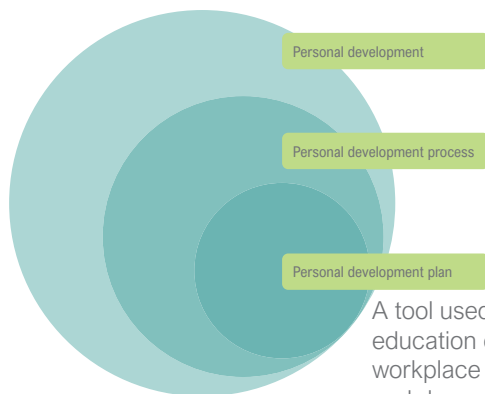 Personal development
Personal development process
Personal development plan
A tool used
education
workplace